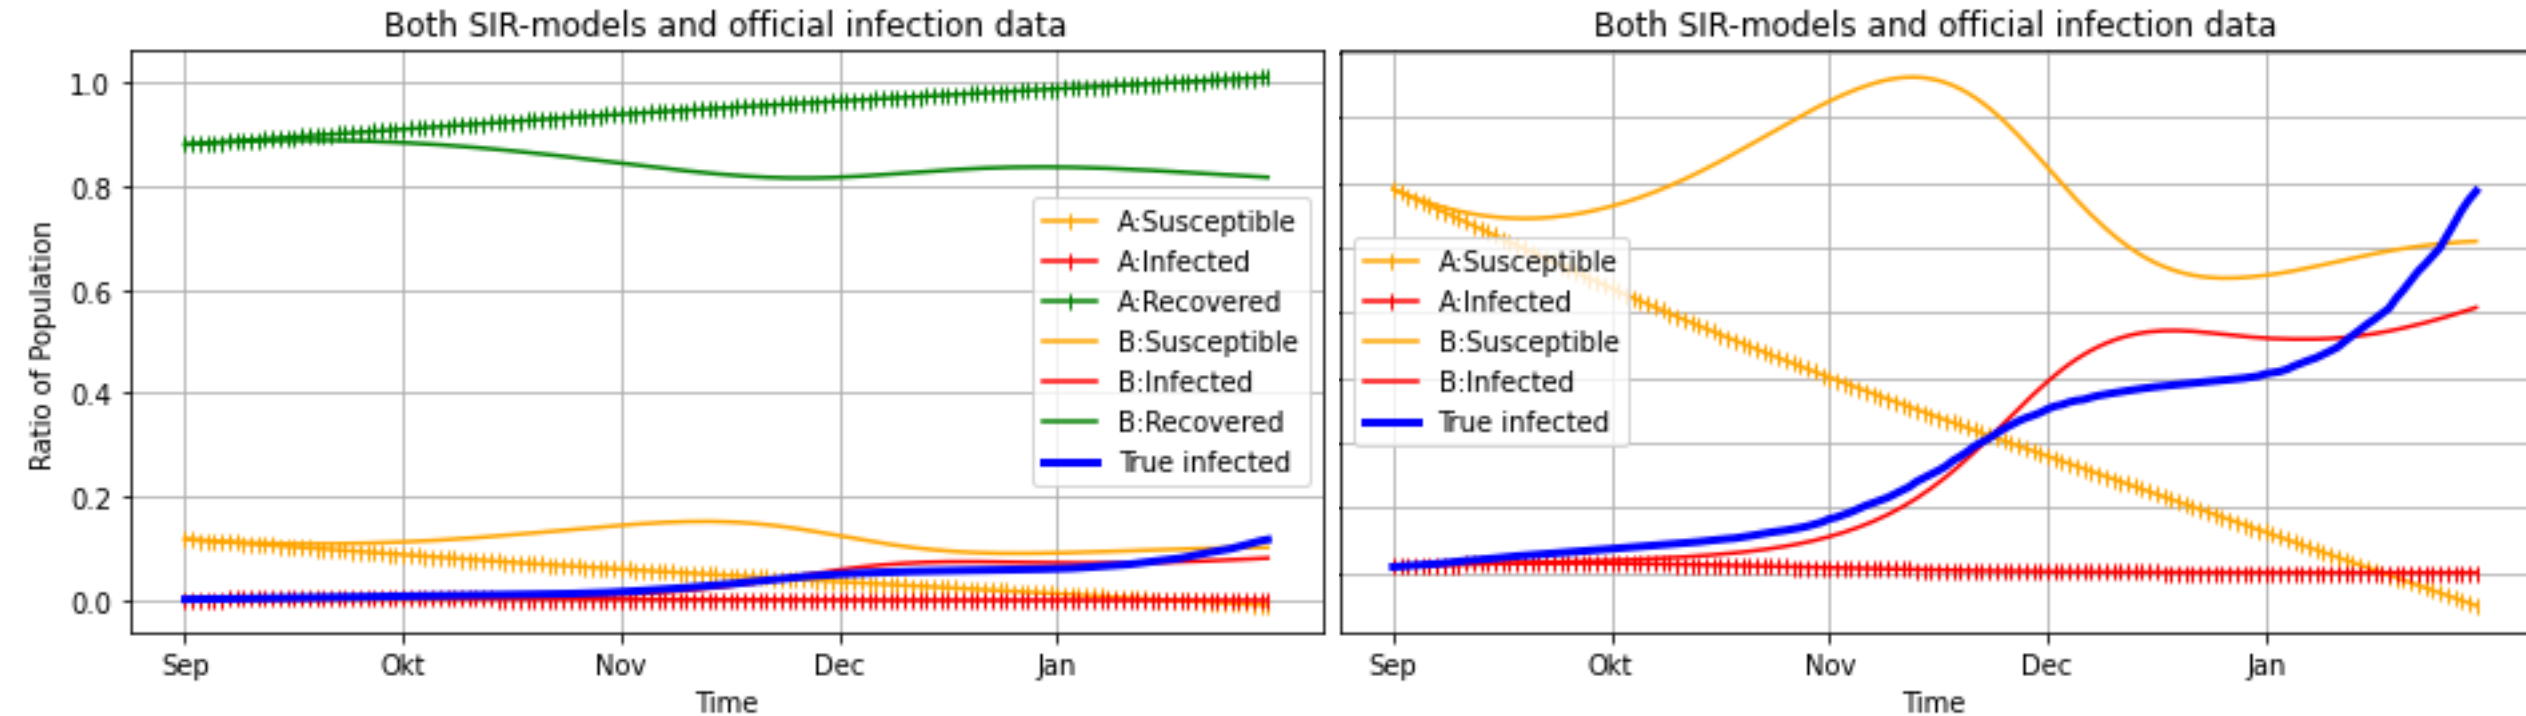 Both SIR-models and official infection data
Ratio of Population
1.0
0.8
0.6
0.4
0.2
0.0
A:Susceptible
A:Infected
A:Recovered
B:Susceptible
B:Infected
B:Recovered
True infected
Sep
Okt
Nov
Dec
Jan
Time
Both SIR-models and official infection data
A:Susceptible
A:Infected
B:Susceptible
B:Infected
True infected
Sep
Okt
Nov
Dec
Jan
Time